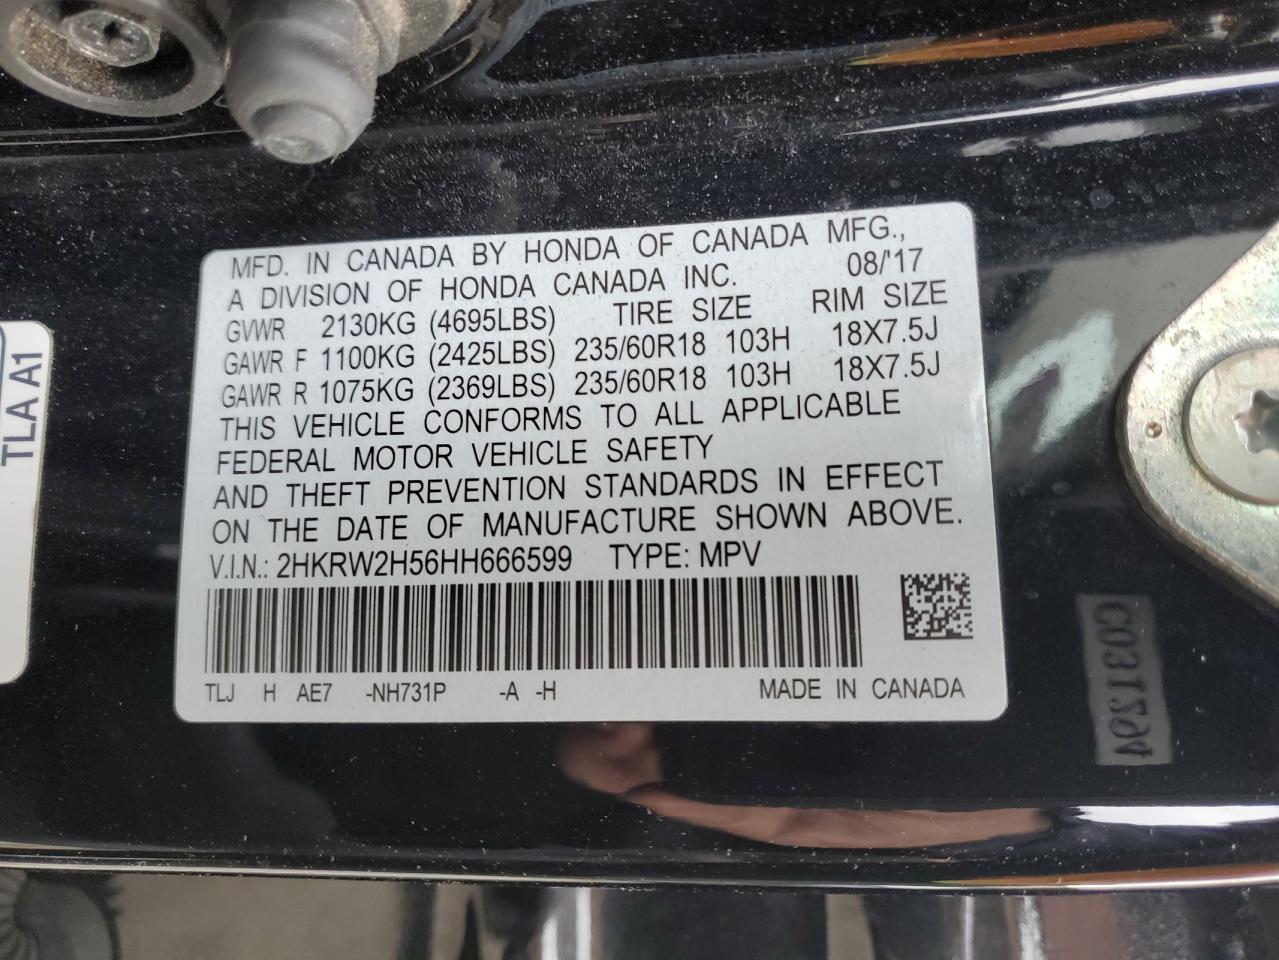 MFD. IN CANADA BY HONDA OF CANADA MFG.,
A DIVISION OF HONDA CANADA INC. 08/'17
GVWR 2130KG (4695LBS) TIRE SIZE RIM SIZE
GAWR F 1100KG (2425LBS) 235/60R18 103H 18X7.5J
GAWR R 1075KG (2369LBS) 235/60R18 103H 18X7.5J
THIS VEHICLE CONFORMS TO ALL APPLICABLE
FEDERAL MOTOR VEHICLE SAFETY
AND THEFT PREVENTION STANDARDS IN EFFECT
ON THE DATE OF MANUFACTURE SHOWN ABOVE.
V.I.N.: 2HKRW2H56HH666599 TYPE: MPV
TLJ H AE7 -NH731P -A -H MADE IN CANADA
TLA A1